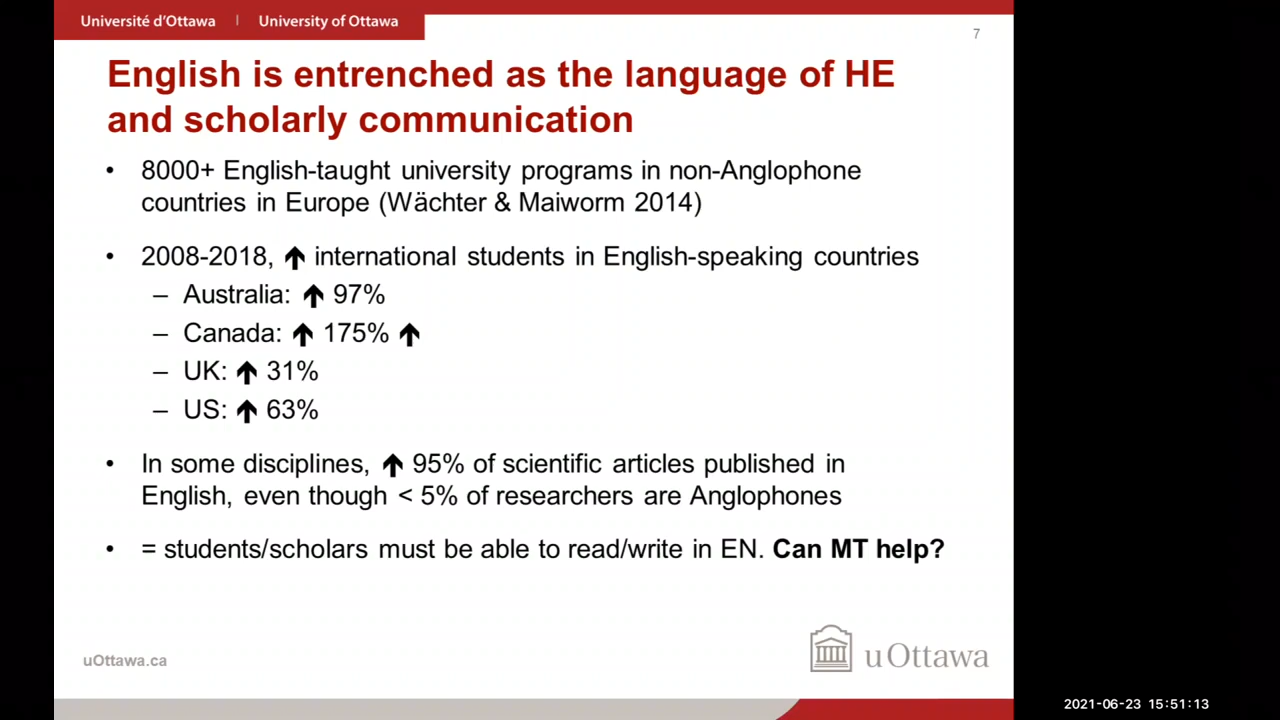 Université d'Ottawa | University of Ottawa
7
English is entrenched as the language of HE
and scholarly communication
• 8000+ English-taught university programs in non-Anglophone
countries in Europe (Wächter & Maiworm 2014)
• 2008-2018, ↑ international students in English-speaking countries
– Australia: ↑ 97%
– Canada: ↑ 175% ↑
– UK: ↑ 31%
– US: ↑ 63%
• In some disciplines, ↑ 95% of scientific articles published in
English, even though < 5% of researchers are Anglophones
• = students/scholars must be able to read/write in EN. Can MT help?
uOttawa.ca
uOttawa
2021-06-23 15:51:13